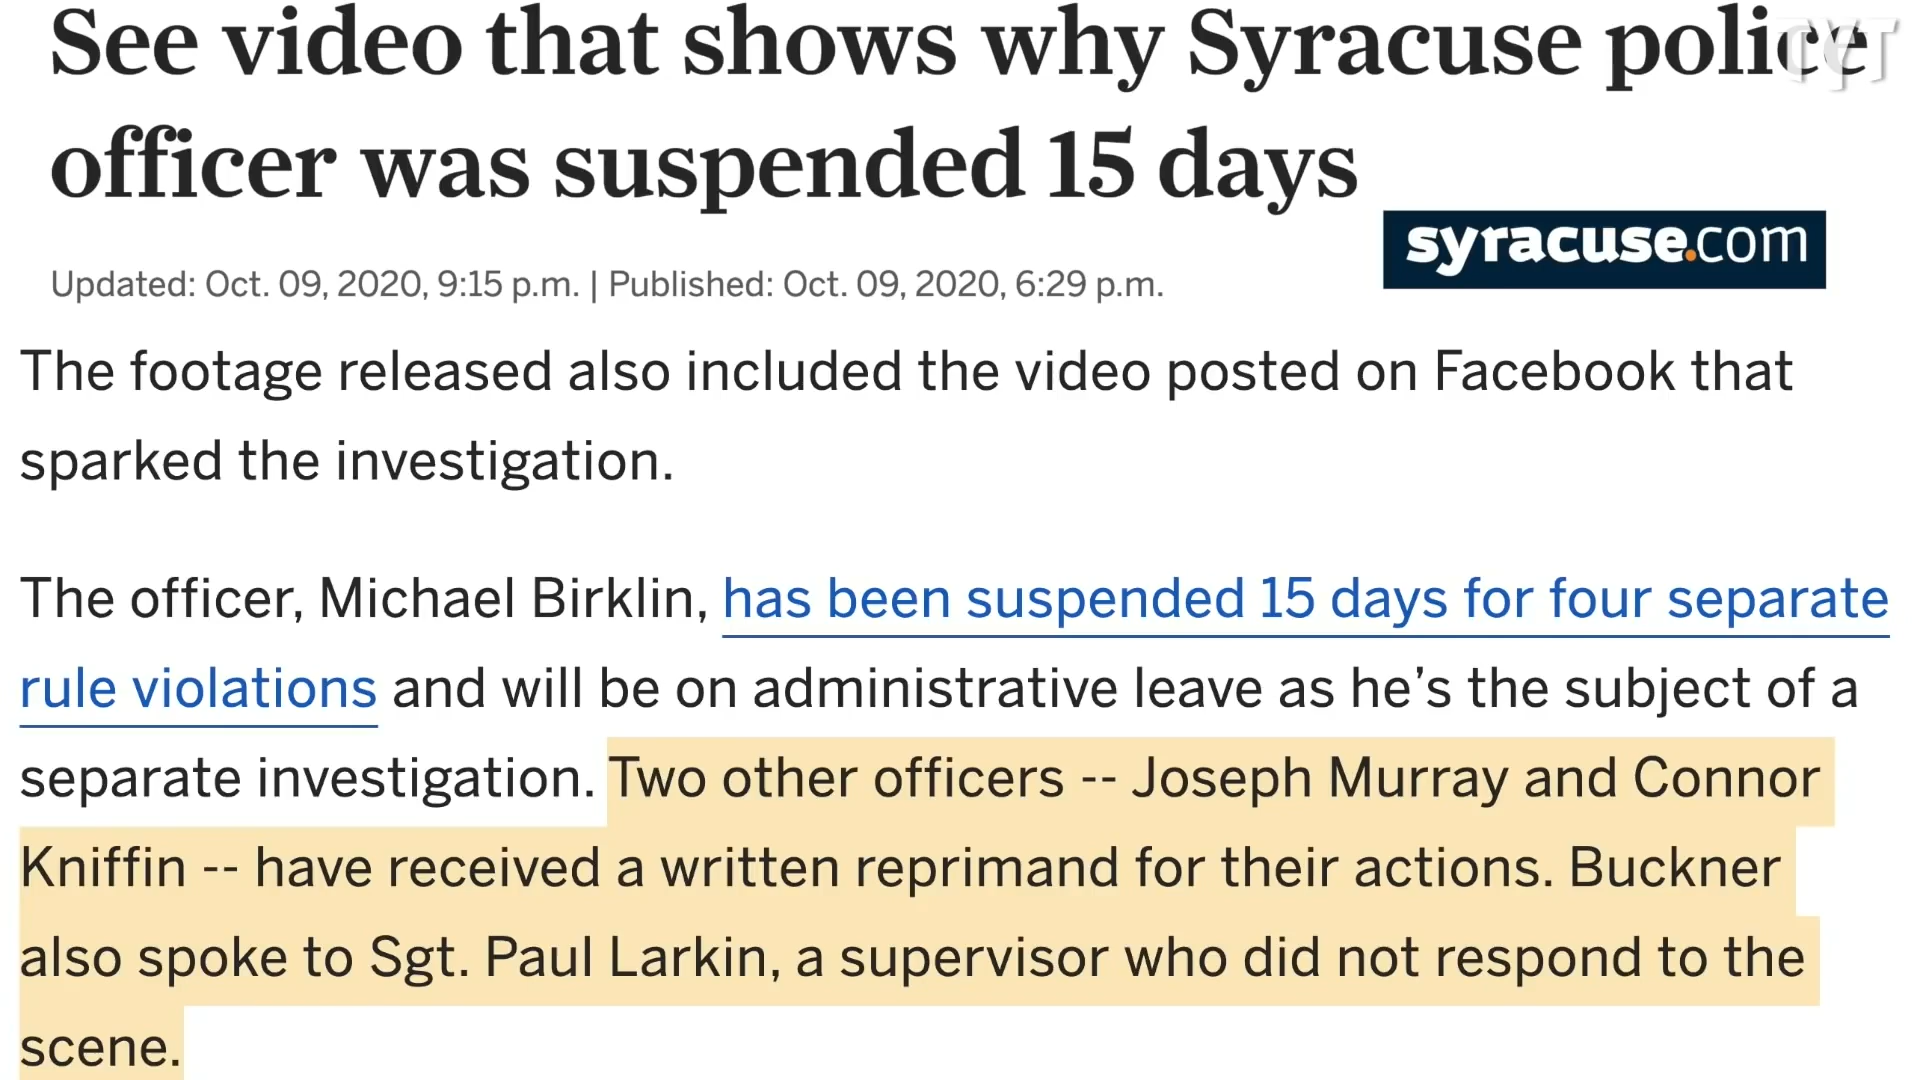 See video that shows why Syracuse police
officer was suspended 15 days
TYT
syracuse.com
Updated: Oct. 09, 2020, 9:15 p.m. | Published: Oct. 09, 2020, 6:29 p.m.
The footage released also included the video posted on Facebook that
sparked the investigation.
The officer, Michael Birklin, has been suspended 15 days for four separate
rule violations and will be on administrative leave as he’s the subject of a
separate investigation. Two other officers -- Joseph Murray and Connor
Kniffin -- have received a written reprimand for their actions. Buckner
also spoke to Sgt. Paul Larkin, a supervisor who did not respond to the
scene.